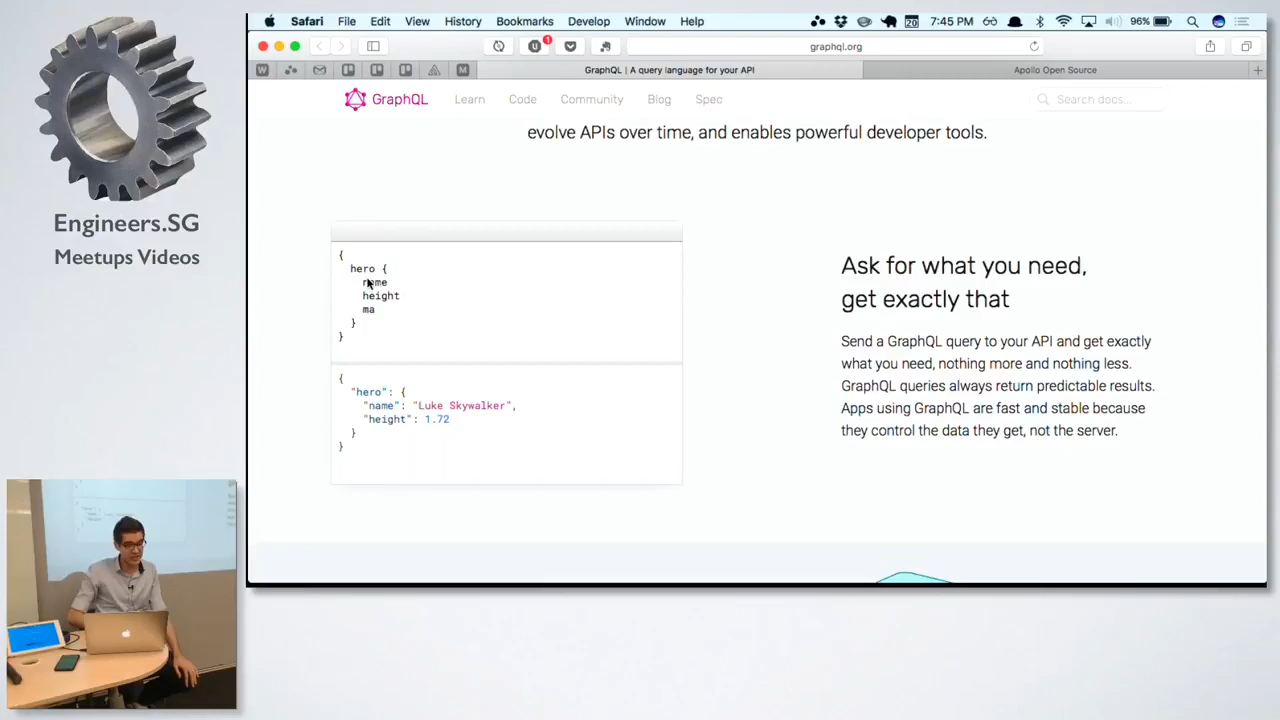 Engineers.SG
Meetups Videos
Safari File Edit View History Bookmarks Develop Window Help
20 7:45 PM 96%
graphql.org
GraphQL | A query language for your API
Apollo Open Source
GraphQL Learn Code Community Blog Spec
Search docs...
evolve APIs over time, and enables powerful developer tools.
{
hero {
name
height
ma
}
}
{
"hero": {
"name": "Luke Skywalker",
"height": 1.72
}
}
Ask for what you need,
get exactly that
Send a GraphQL query to your API and get exactly
what you need, nothing more and nothing less.
GraphQL queries always return predictable results.
Apps using GraphQL are fast and stable because
they control the data they get, not the server.